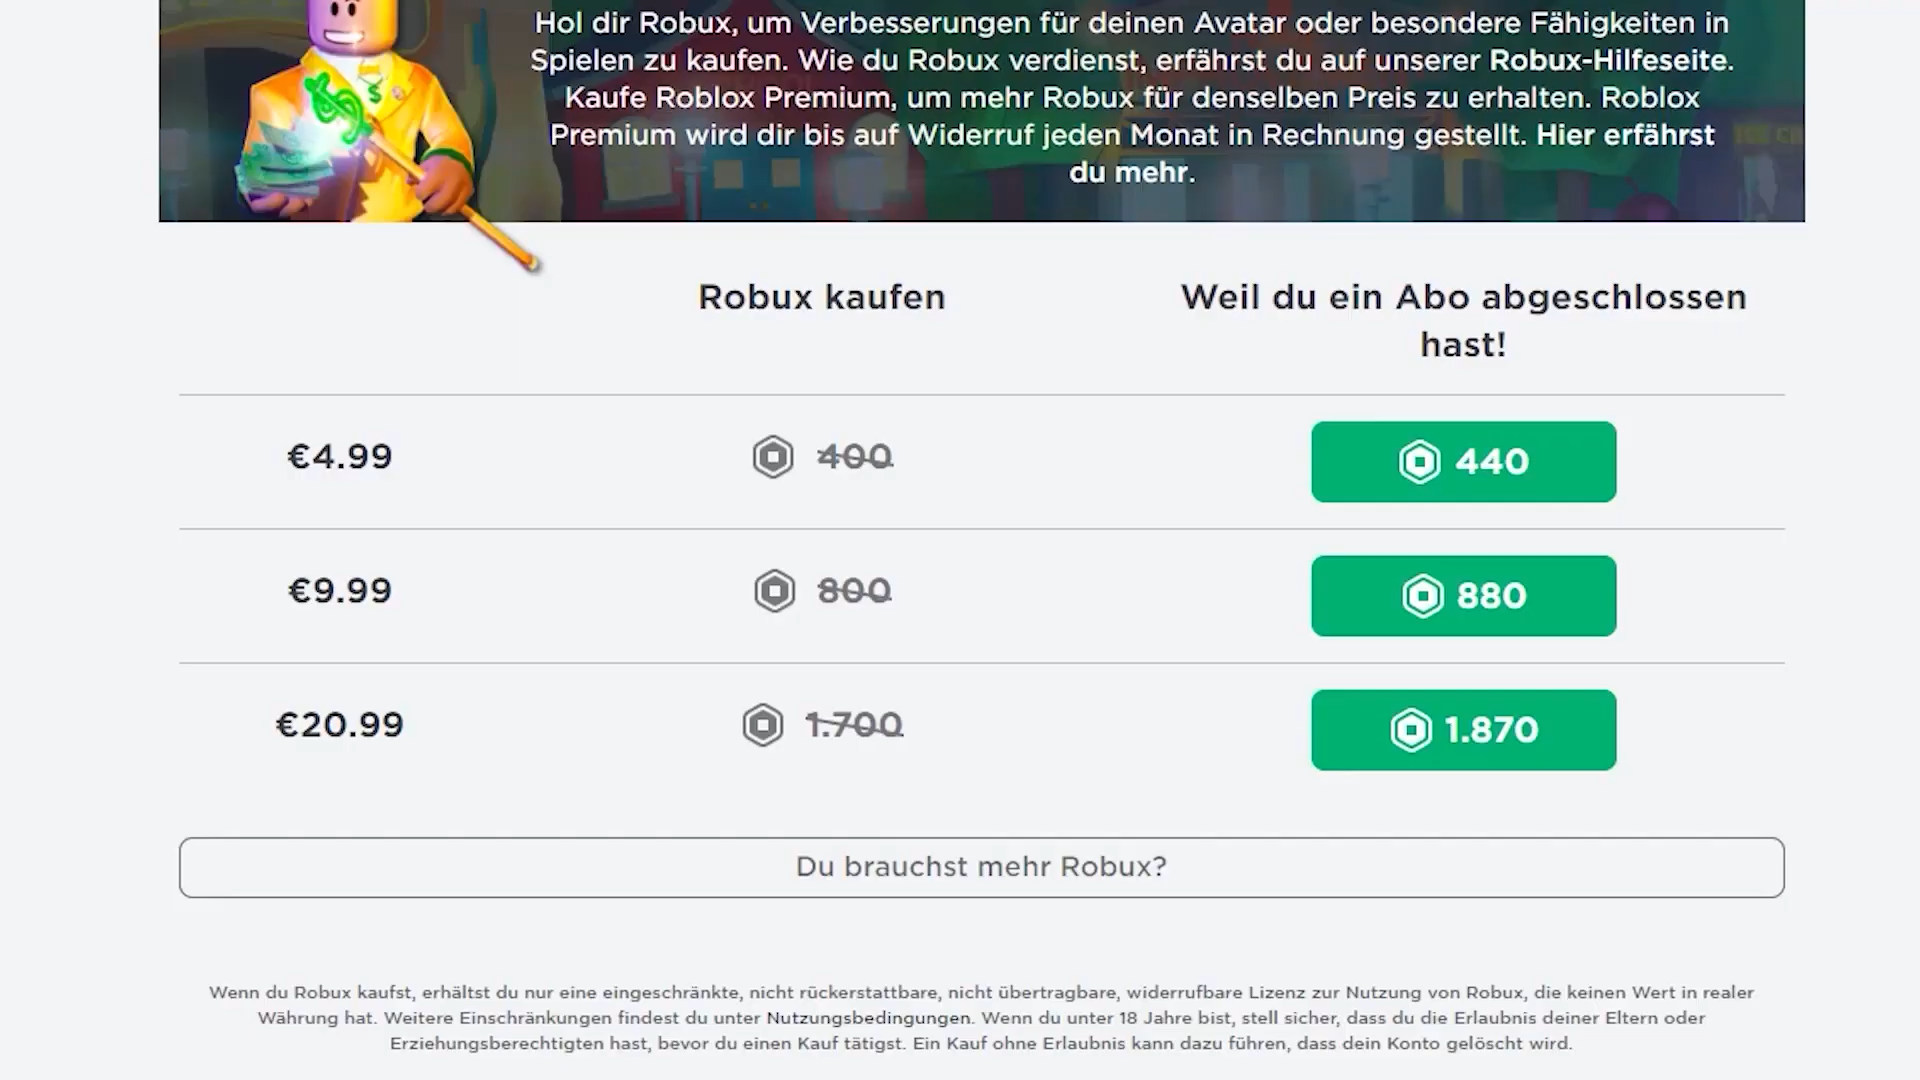 Hol dir Robux, um Verbesserungen für deinen Avatar oder besondere Fähigkeiten in
Spielen zu kaufen. Wie du Robux verdienst, erfährst du auf unserer Robux-Hilfeseite.
Kaufe Roblox Premium, um mehr Robux für denselben Preis zu erhalten. Roblox
Premium wird dir bis auf Widerruf jeden Monat in Rechnung gestellt. Hier erfährst
du mehr.
Robux kaufen
Weil du ein Abo abgeschlossen
hast!
€4.99 400 440
€9.99 800 880
€20.99 1.700 1.870
Du brauchst mehr Robux?
Wenn du Robux kaufst, erhältst du nur eine eingeschränkte, nicht rückerstattbare, nicht übertragbare, widerrufbare Lizenz zur Nutzung von Robux, die keinen Wert in realer
Währung hat. Weitere Einschränkungen findest du unter Nutzungsbedingungen. Wenn du unter 18 Jahre bist, stell sicher, dass du die Erlaubnis deiner Eltern oder
Erziehungsberechtigten hast, bevor du einen Kauf tätigst. Ein Kauf ohne Erlaubnis kann dazu führen, dass dein Konto gelöscht wird.